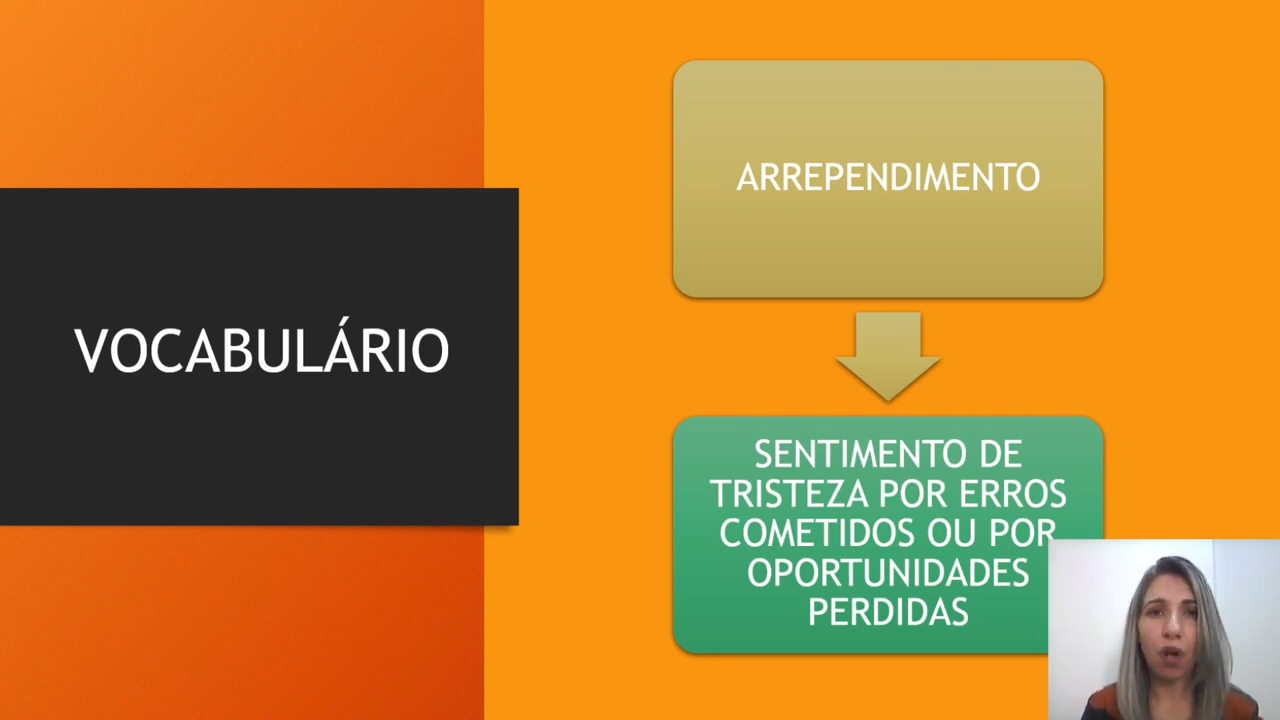 VOCABULÁRIO
ARREPENDIMENTO
SENTIMENTO DE
TRISTEZA POR ERROS
COMETIDOS OU POR
OPORTUNIDADES
PERDIDAS